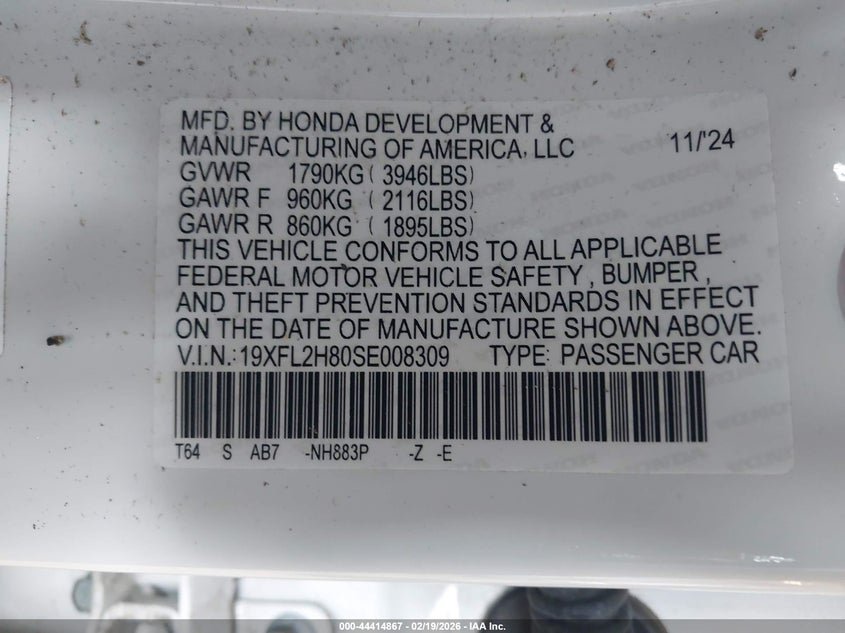 MFD. BY HONDA DEVELOPMENT &
MANUFACTURING OF AMERICA, LLC 11/'24
GVWR 1790KG ( 3946LBS)
GAWR F 960KG ( 2116LBS)
GAWR R 860KG ( 1895LBS)
THIS VEHICLE CONFORMS TO ALL APPLICABLE
FEDERAL MOTOR VEHICLE SAFETY , BUMPER ,
AND THEFT PREVENTION STANDARDS IN EFFECT
ON THE DATE OF MANUFACTURE SHOWN ABOVE.
V.I.N.: 19XFL2H80SE008309 TYPE: PASSENGER CAR
T64 S AB7 -NH883P -Z -E
000-44414867 - 02/19/2026 - IAA Inc.